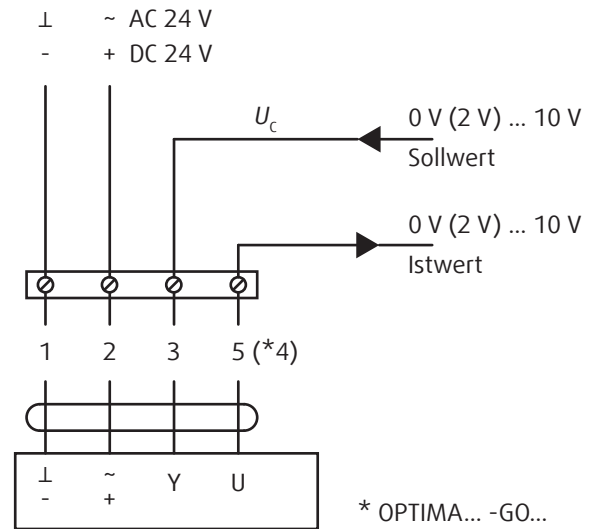 ⊥ ~ AC 24 V
- + DC 24 V
U_C 0 V (2 V) ... 10 V
Sollwert
0 V (2 V) ... 10 V
Istwert
1 2 3 5 (*4)
⊥ ~ Y U
- +
* OPTIMA... -GO...